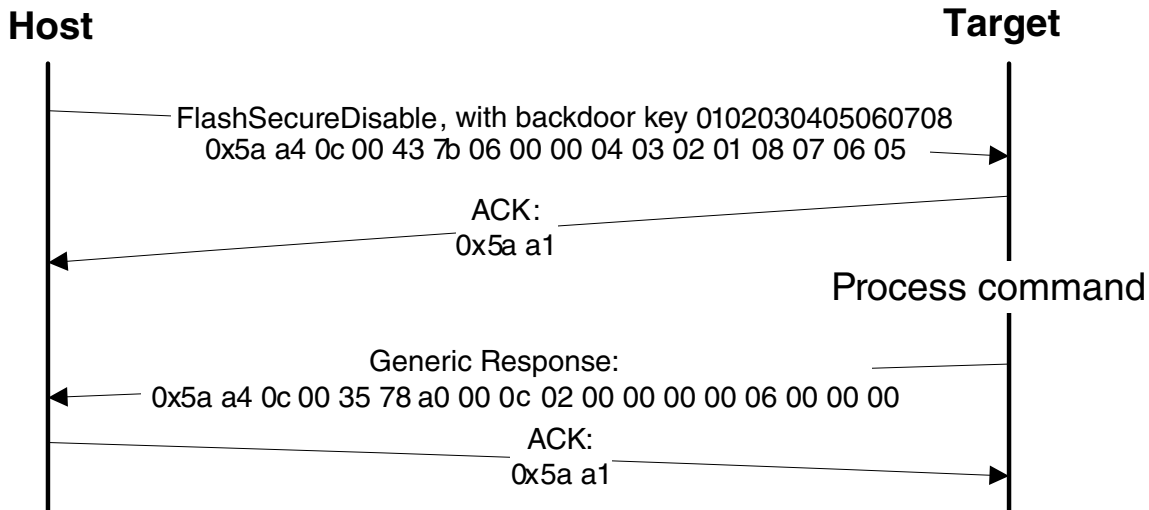 Host
Target
FlashSecureDisable, with backdoor key 0102030405060708
0x5a a4 0c 00 43 7b 06 00 00 04 03 02 01 08 07 06 05
ACK:
0x5a a1
Process command
Generic Response:
0x5a a4 0c 00 35 78 a0 00 0c 02 00 00 00 00 06 00 00 00
ACK:
0x5a a1